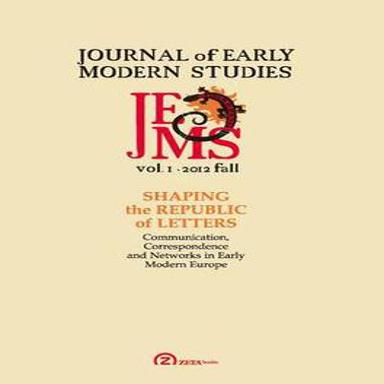 JOURNAL of EARLY
MODERN STUDIES
JE
MS
vol. 1 · 2012 fall
SHAPING
the REPUBLIC
of LETTERS
Communication,
Correspondence
and Networks in Early
Modern Europe
ZETA books